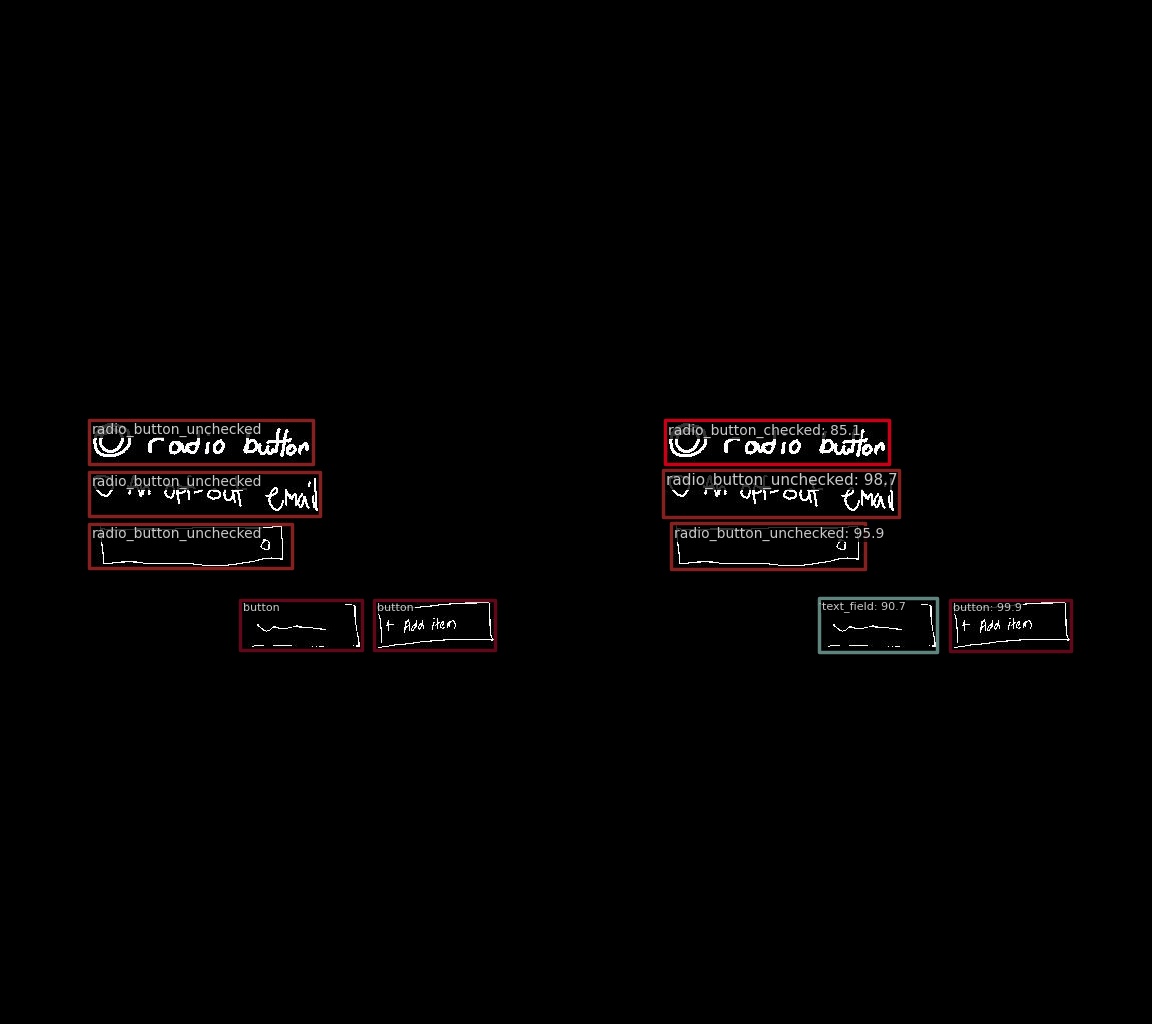 radio_button_unchecked
radio button
radio_button_unchecked
opt-out email
radio_button_unchecked
button
button
+ Add item
radio_button_checked: 85.1
radio button
radio_button_unchecked: 98.7
opt-out email
radio_button_unchecked: 95.9
text_field: 90.7
button: 99.9
+ Add item